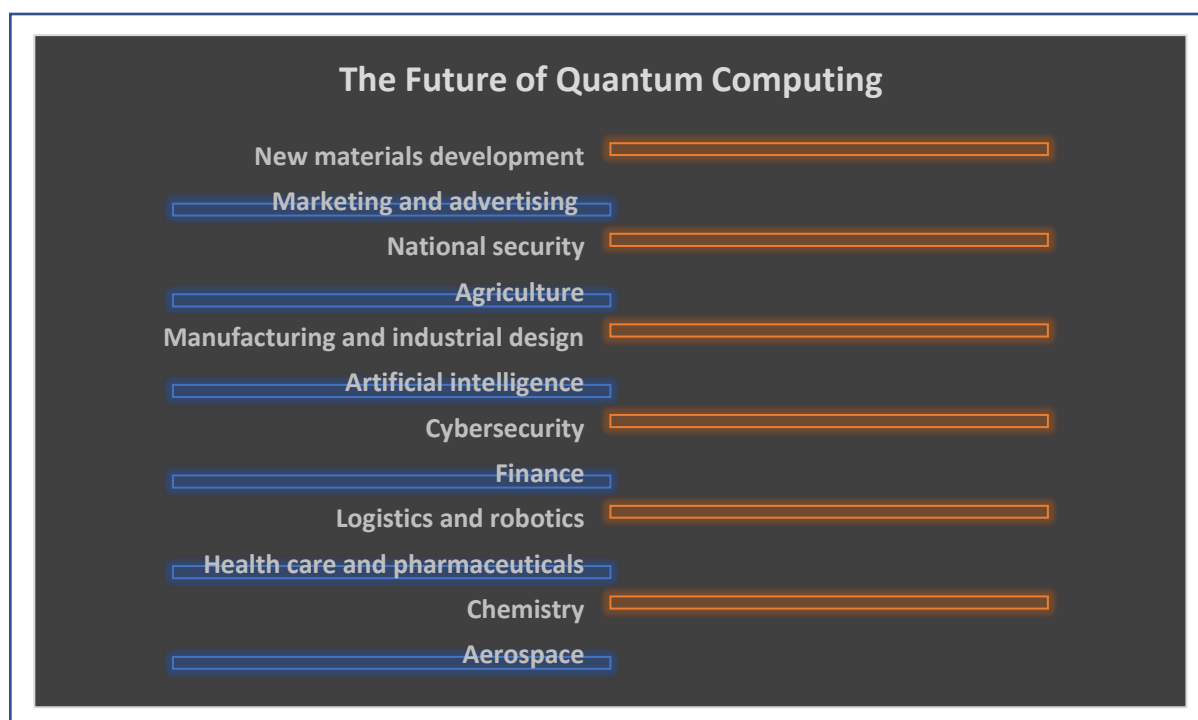 The Future of Quantum Computing
New materials development
Marketing and advertising
National security
Agriculture
Manufacturing and industrial design
Artificial intelligence
Cybersecurity
Finance
Logistics and robotics
Health care and pharmaceuticals
Chemistry
Aerospace